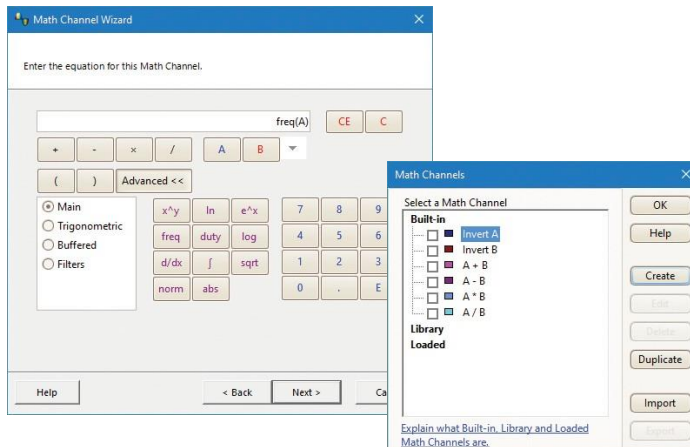 Math Channel Wizard
Enter the equation for this Math Channel.
freq(A)
CE
C
+
-
×
/
A
B
(
)
Advanced <<
Main
Trigonometric
Buffered
Filters
x^y
ln
e^x
7
8
9
freq
duty
log
4
5
6
d/dx
∫
sqrt
1
2
3
norm
abs
0
.
E
Help
< Back
Next >
Ca
Math Channels
Select a Math Channel
Built-in
Invert A
Invert B
A + B
A - B
A * B
A / B
Library
Loaded
Explain what Built-in, Library and Loaded
Math Channels are.
OK
Help
Create
Edit
Delete
Duplicate
Import
Export